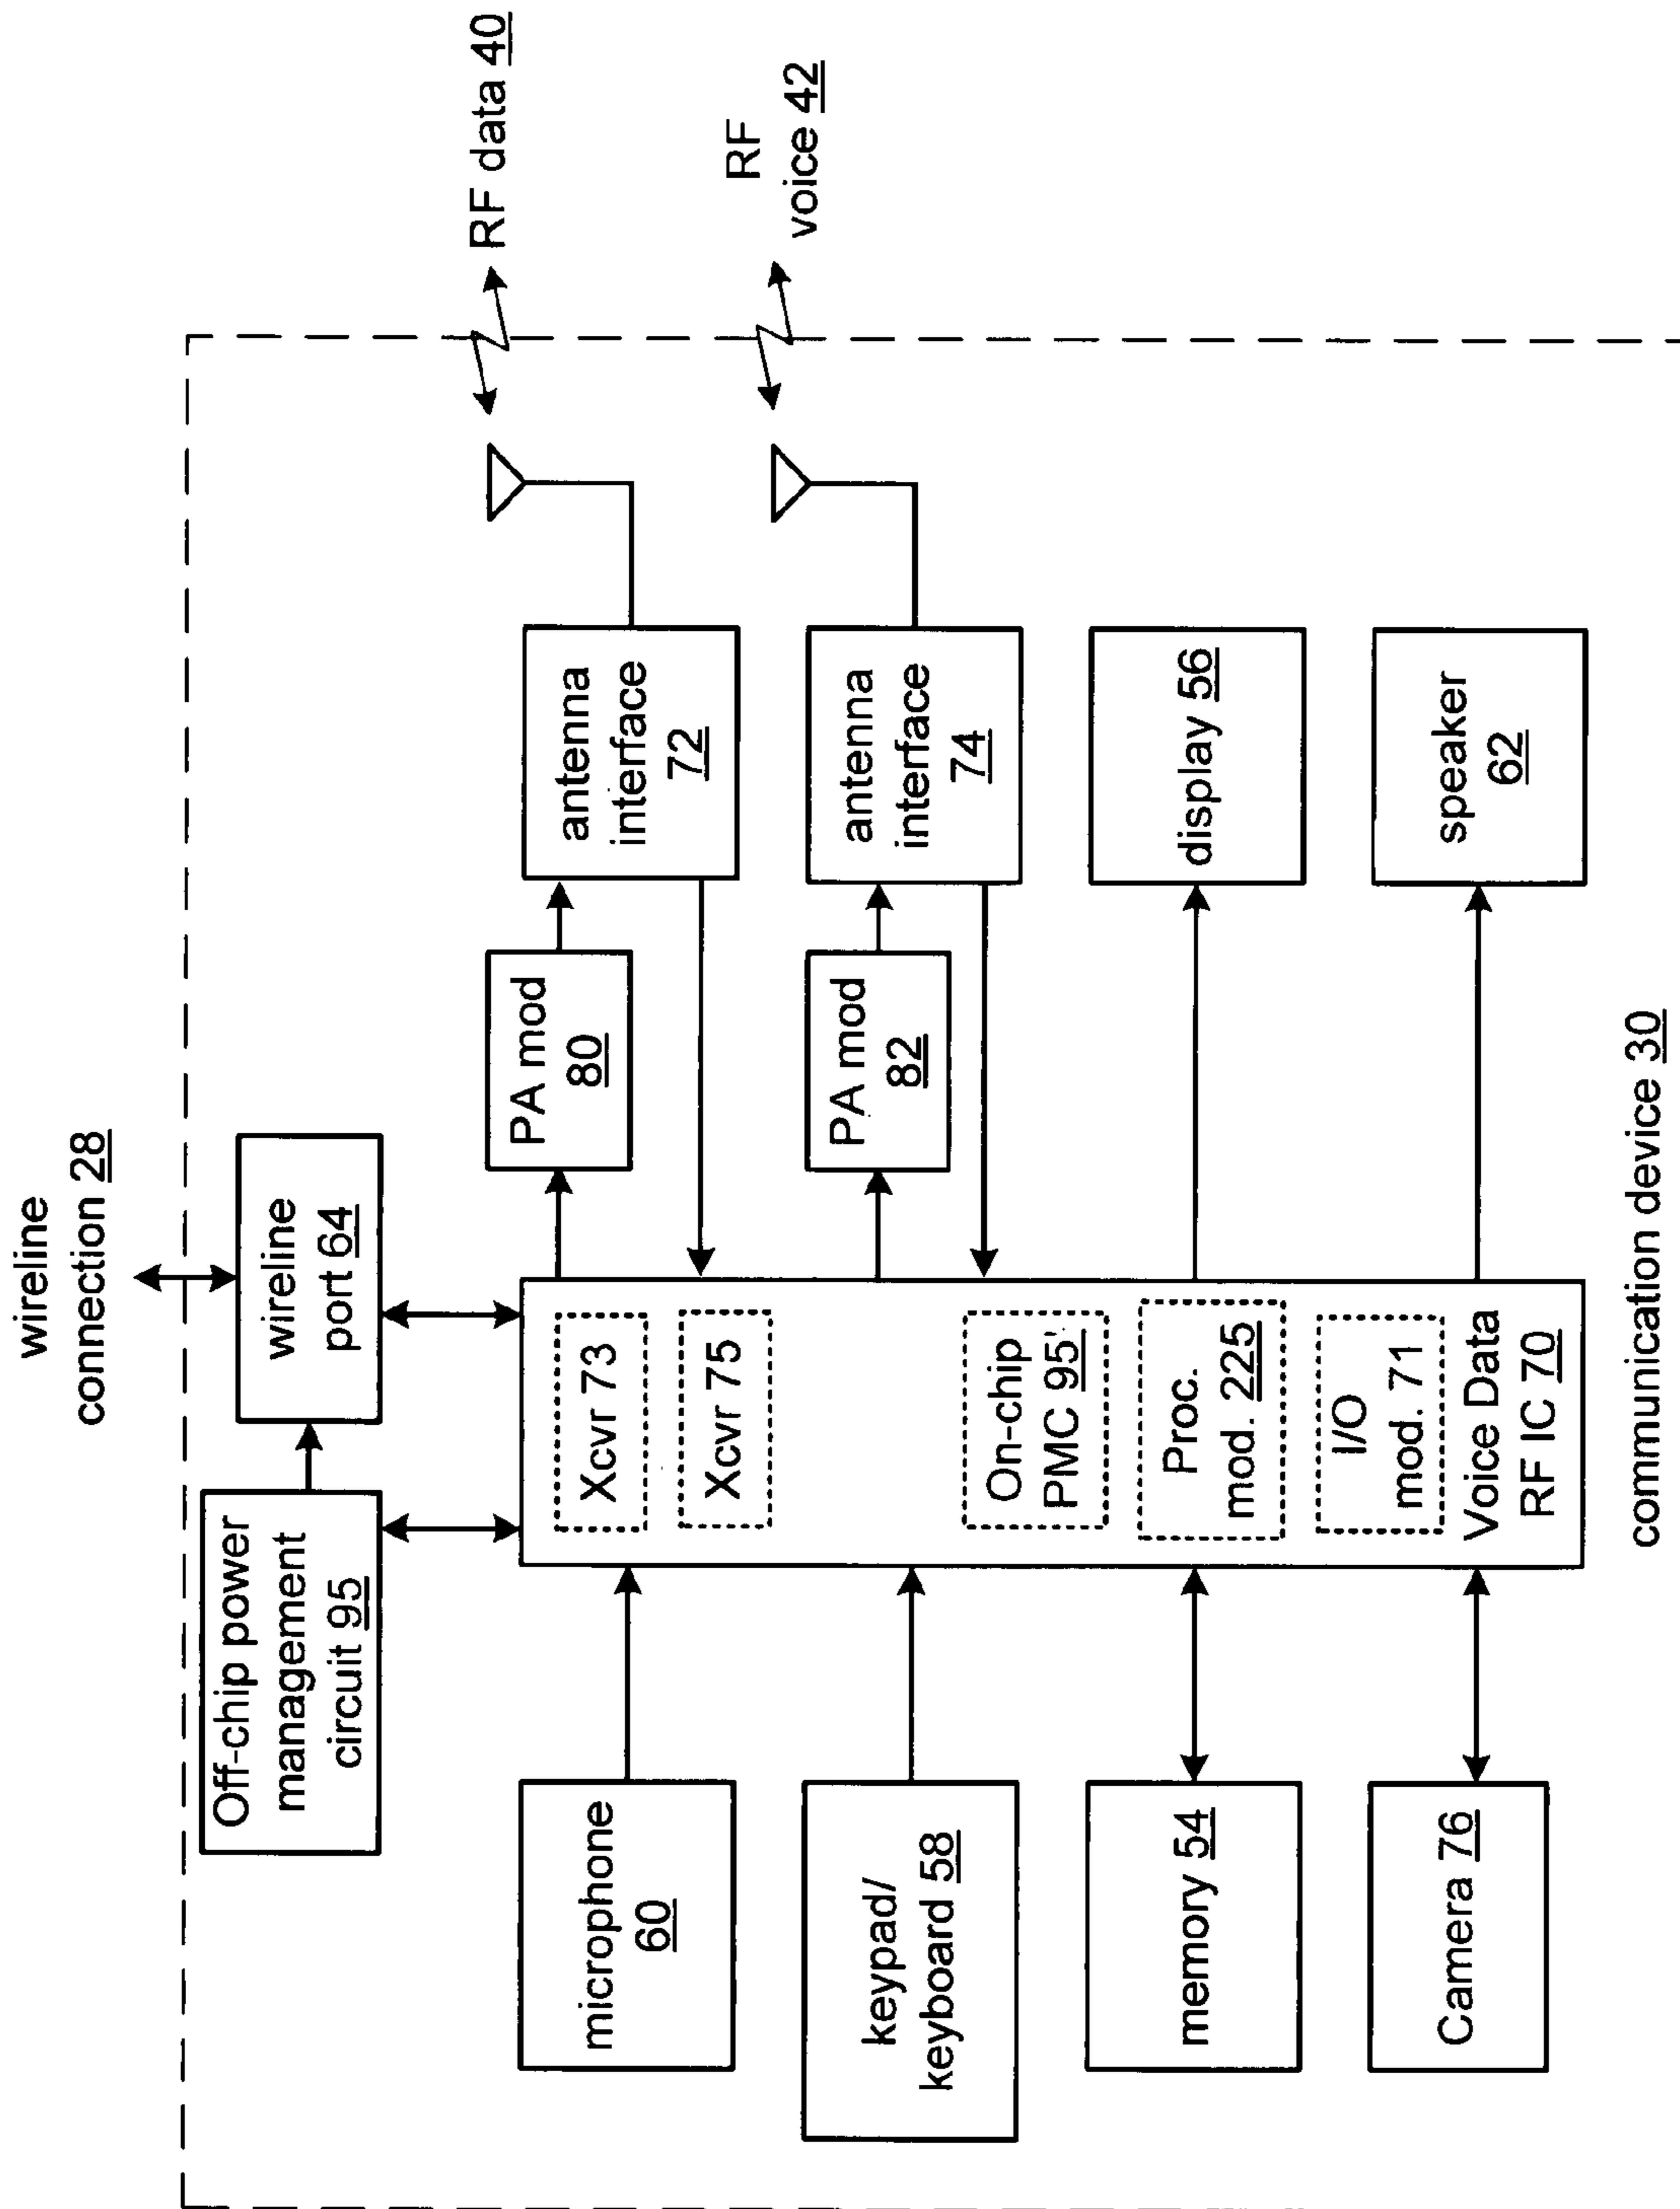 wireline
connection 28
RF data 40
RF
voice 42
Off-chip power
management
circuit 95
wireline
port 64
microphone
60
keypad/
keyboard 58
memory 54
Camera 76
Xcvr 73
Xcvr 75
On-chip
PMC 95'
Proc.
mod. 225
I/O
mod. 71
Voice Data
RF IC 70
PA mod
80
PA mod
82
antenna
interface
72
antenna
interface
74
display 56
speaker
62
communication device 30